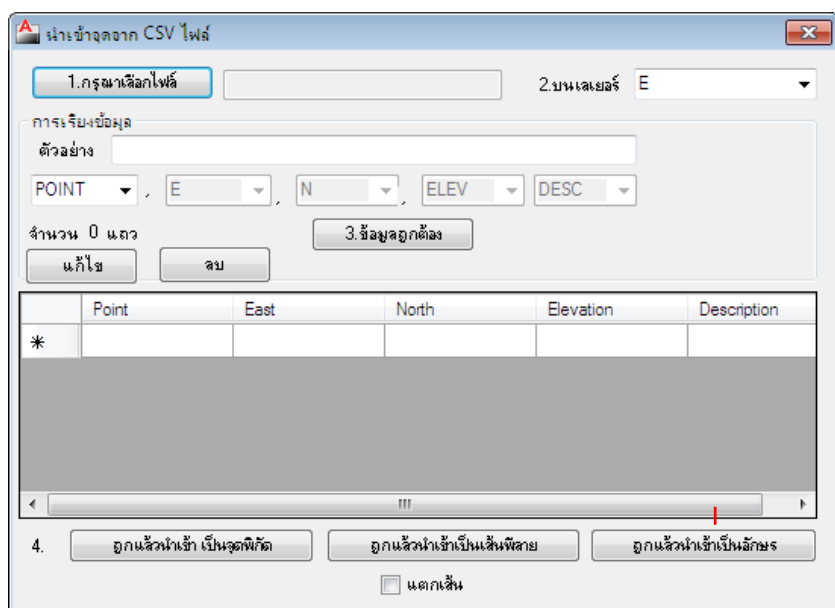 นำเข้าจุดจาก CSV ไฟล์
1.กรุณาเลือกไฟล์ 2.บนเลเยอร์ E
การเรียงข้อมูล
ตัวอย่าง
POINT , E , N , ELEV DESC
จำนวน 0 แถว 3.ข้อมูลถูกต้อง
แก้ไข ลบ
Point East North Elevation Description
4. ถูกแล้วนำเข้า เป็นจุดพิกัด ถูกแล้วนำเข้าเป็นเส้นพีลาย ถูกแล้วนำเข้าเป็นอักษร
แตกเส้น